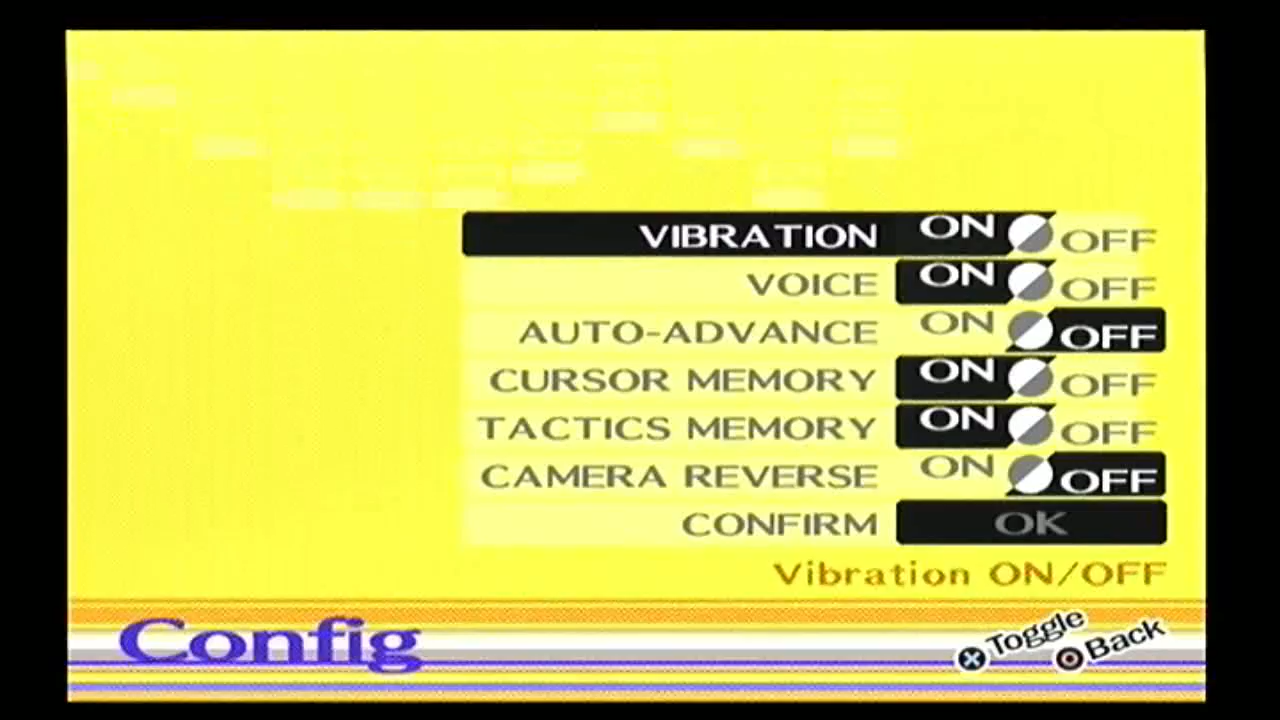 VIBRATION ON OFF
VOICE ON OFF
AUTO-ADVANCE ON OFF
CURSOR MEMORY ON OFF
TACTICS MEMORY ON OFF
CAMERA REVERSE ON OFF
CONFIRM OK
Vibration ON/OFF
Config
Toggle
Back